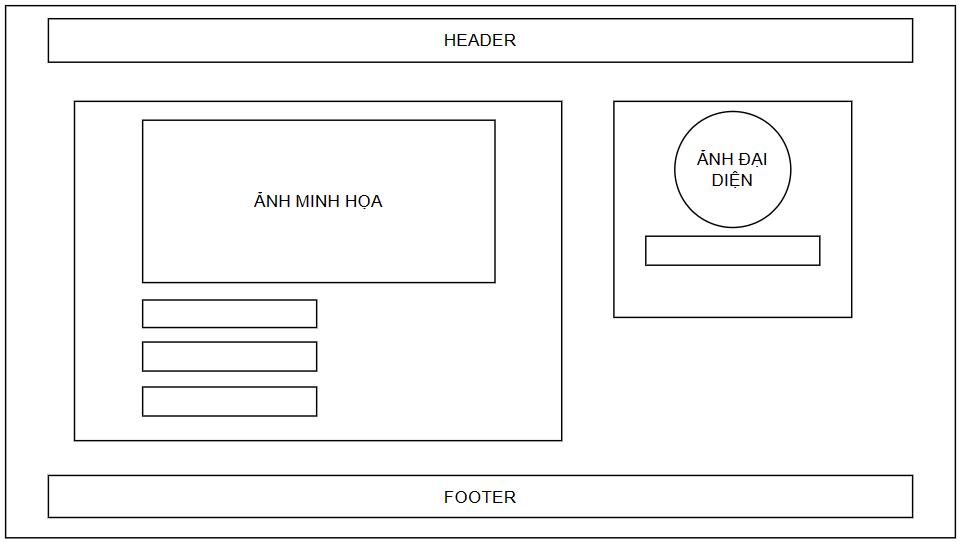 HEADER
ẢNH MINH HỌA
ẢNH ĐẠI
DIỆN
FOOTER